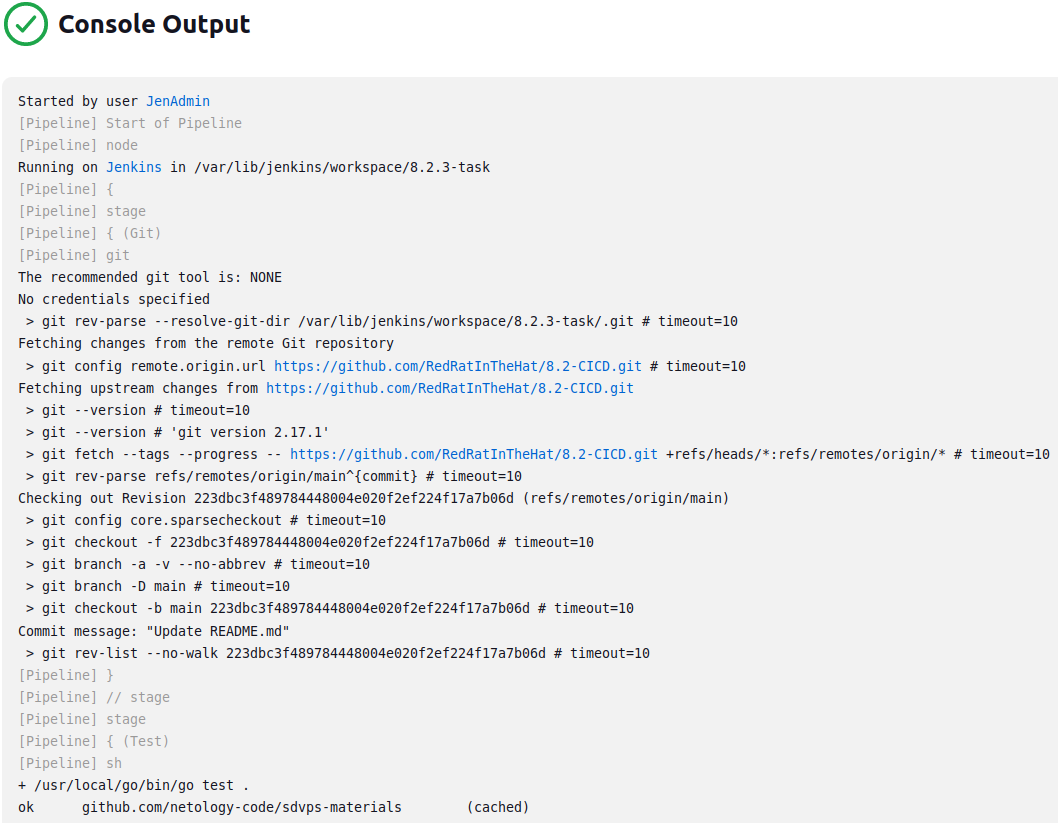 Console Output
Started by user JenAdmin
[Pipeline] Start of Pipeline
[Pipeline] node
Running on Jenkins in /var/lib/jenkins/workspace/8.2.3-task
[Pipeline] {
[Pipeline] stage
[Pipeline] { (Git)
[Pipeline] git
The recommended git tool is: NONE
No credentials specified
 > git rev-parse --resolve-git-dir /var/lib/jenkins/workspace/8.2.3-task/.git # timeout=10
Fetching changes from the remote Git repository
 > git config remote.origin.url https://github.com/RedRatInTheHat/8.2-CICD.git # timeout=10
Fetching upstream changes from https://github.com/RedRatInTheHat/8.2-CICD.git
 > git --version # timeout=10
 > git --version # 'git version 2.17.1'
 > git fetch --tags --progress -- https://github.com/RedRatInTheHat/8.2-CICD.git +refs/heads/*:refs/remotes/origin/* # timeout=10
 > git rev-parse refs/remotes/origin/main^{commit} # timeout=10
Checking out Revision 223dbc3f489784448004e020f2ef224f17a7b06d (refs/remotes/origin/main)
 > git config core.sparsecheckout # timeout=10
 > git checkout -f 223dbc3f489784448004e020f2ef224f17a7b06d # timeout=10
 > git branch -a -v --no-abbrev # timeout=10
 > git branch -D main # timeout=10
 > git checkout -b main 223dbc3f489784448004e020f2ef224f17a7b06d # timeout=10
Commit message: "Update README.md"
 > git rev-list --no-walk 223dbc3f489784448004e020f2ef224f17a7b06d # timeout=10
[Pipeline] }
[Pipeline] // stage
[Pipeline] stage
[Pipeline] { (Test)
[Pipeline] sh
+ /usr/local/go/bin/go test .
ok      github.com/netology-code/sdvps-materials        (cached)